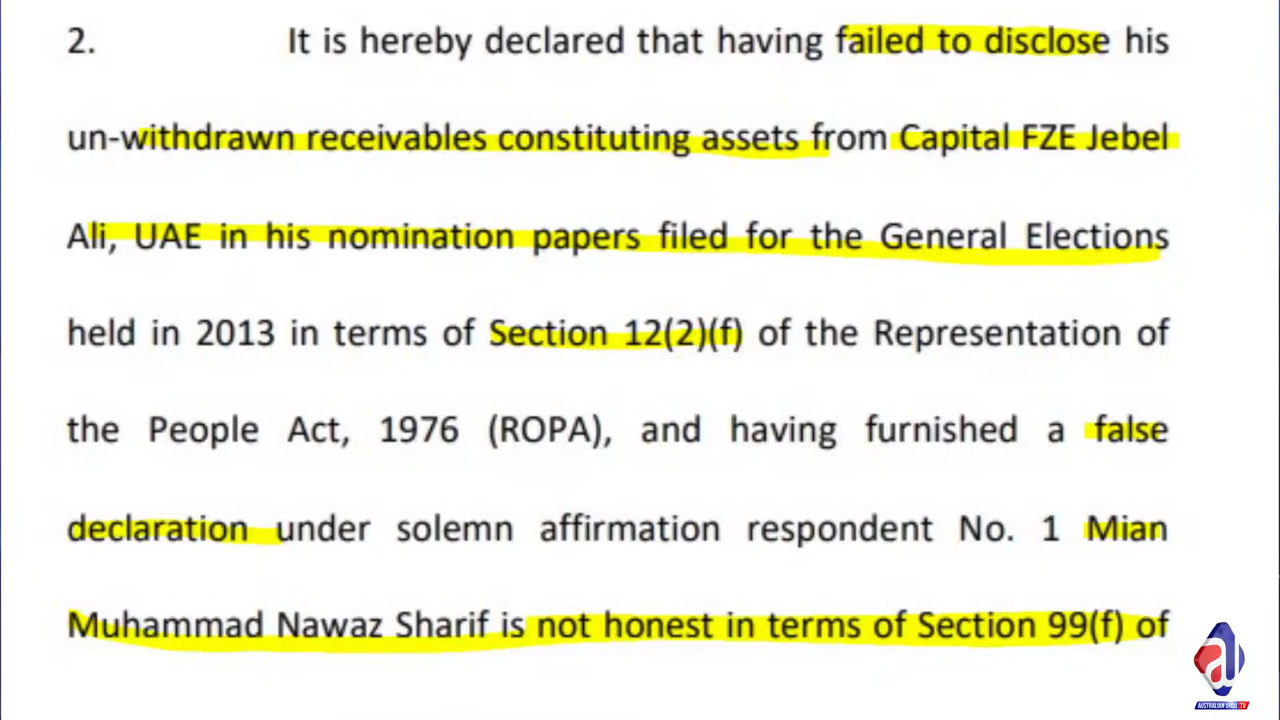 2. It is hereby declared that having failed to disclose his
un-withdrawn receivables constituting assets from Capital FZE Jebel
Ali, UAE in his nomination papers filed for the General Elections
held in 2013 in terms of Section 12(2)(f) of the Representation of
the People Act, 1976 (ROPA), and having furnished a false
declaration under solemn affirmation respondent No. 1 Mian
Muhammad Nawaz Sharif is not honest in terms of Section 99(f) of
AUSTRALIAN URDU TV